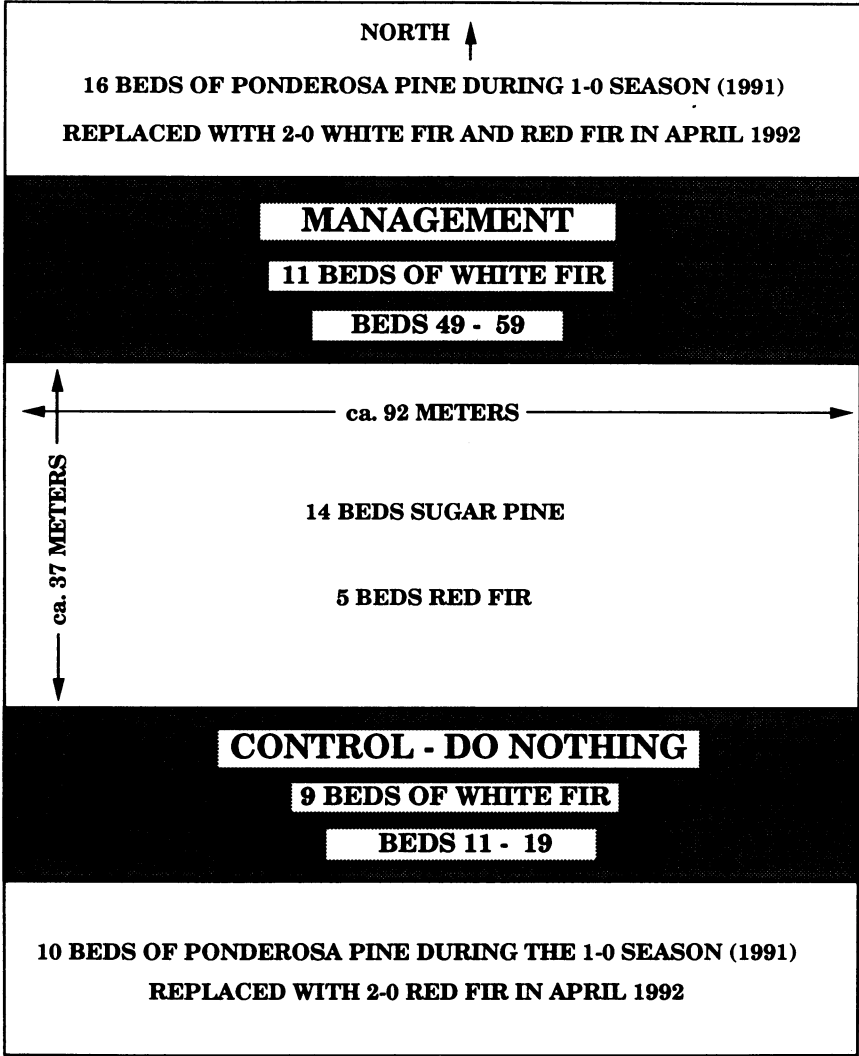 NORTH
16 BEDS OF PONDEROSA PINE DURING 1-0 SEASON (1991)
REPLACED WITH 2-0 WHITE FIR AND RED FIR IN APRIL 1992
MANAGEMENT
11 BEDS OF WHITE FIR
BEDS 49 - 59
ca. 92 METERS
ca. 37 METERS
14 BEDS SUGAR PINE
5 BEDS RED FIR
CONTROL - DO NOTHING
9 BEDS OF WHITE FIR
BEDS 11 - 19
10 BEDS OF PONDEROSA PINE DURING THE 1-0 SEASON (1991)
REPLACED WITH 2-0 RED FIR IN APRIL 1992